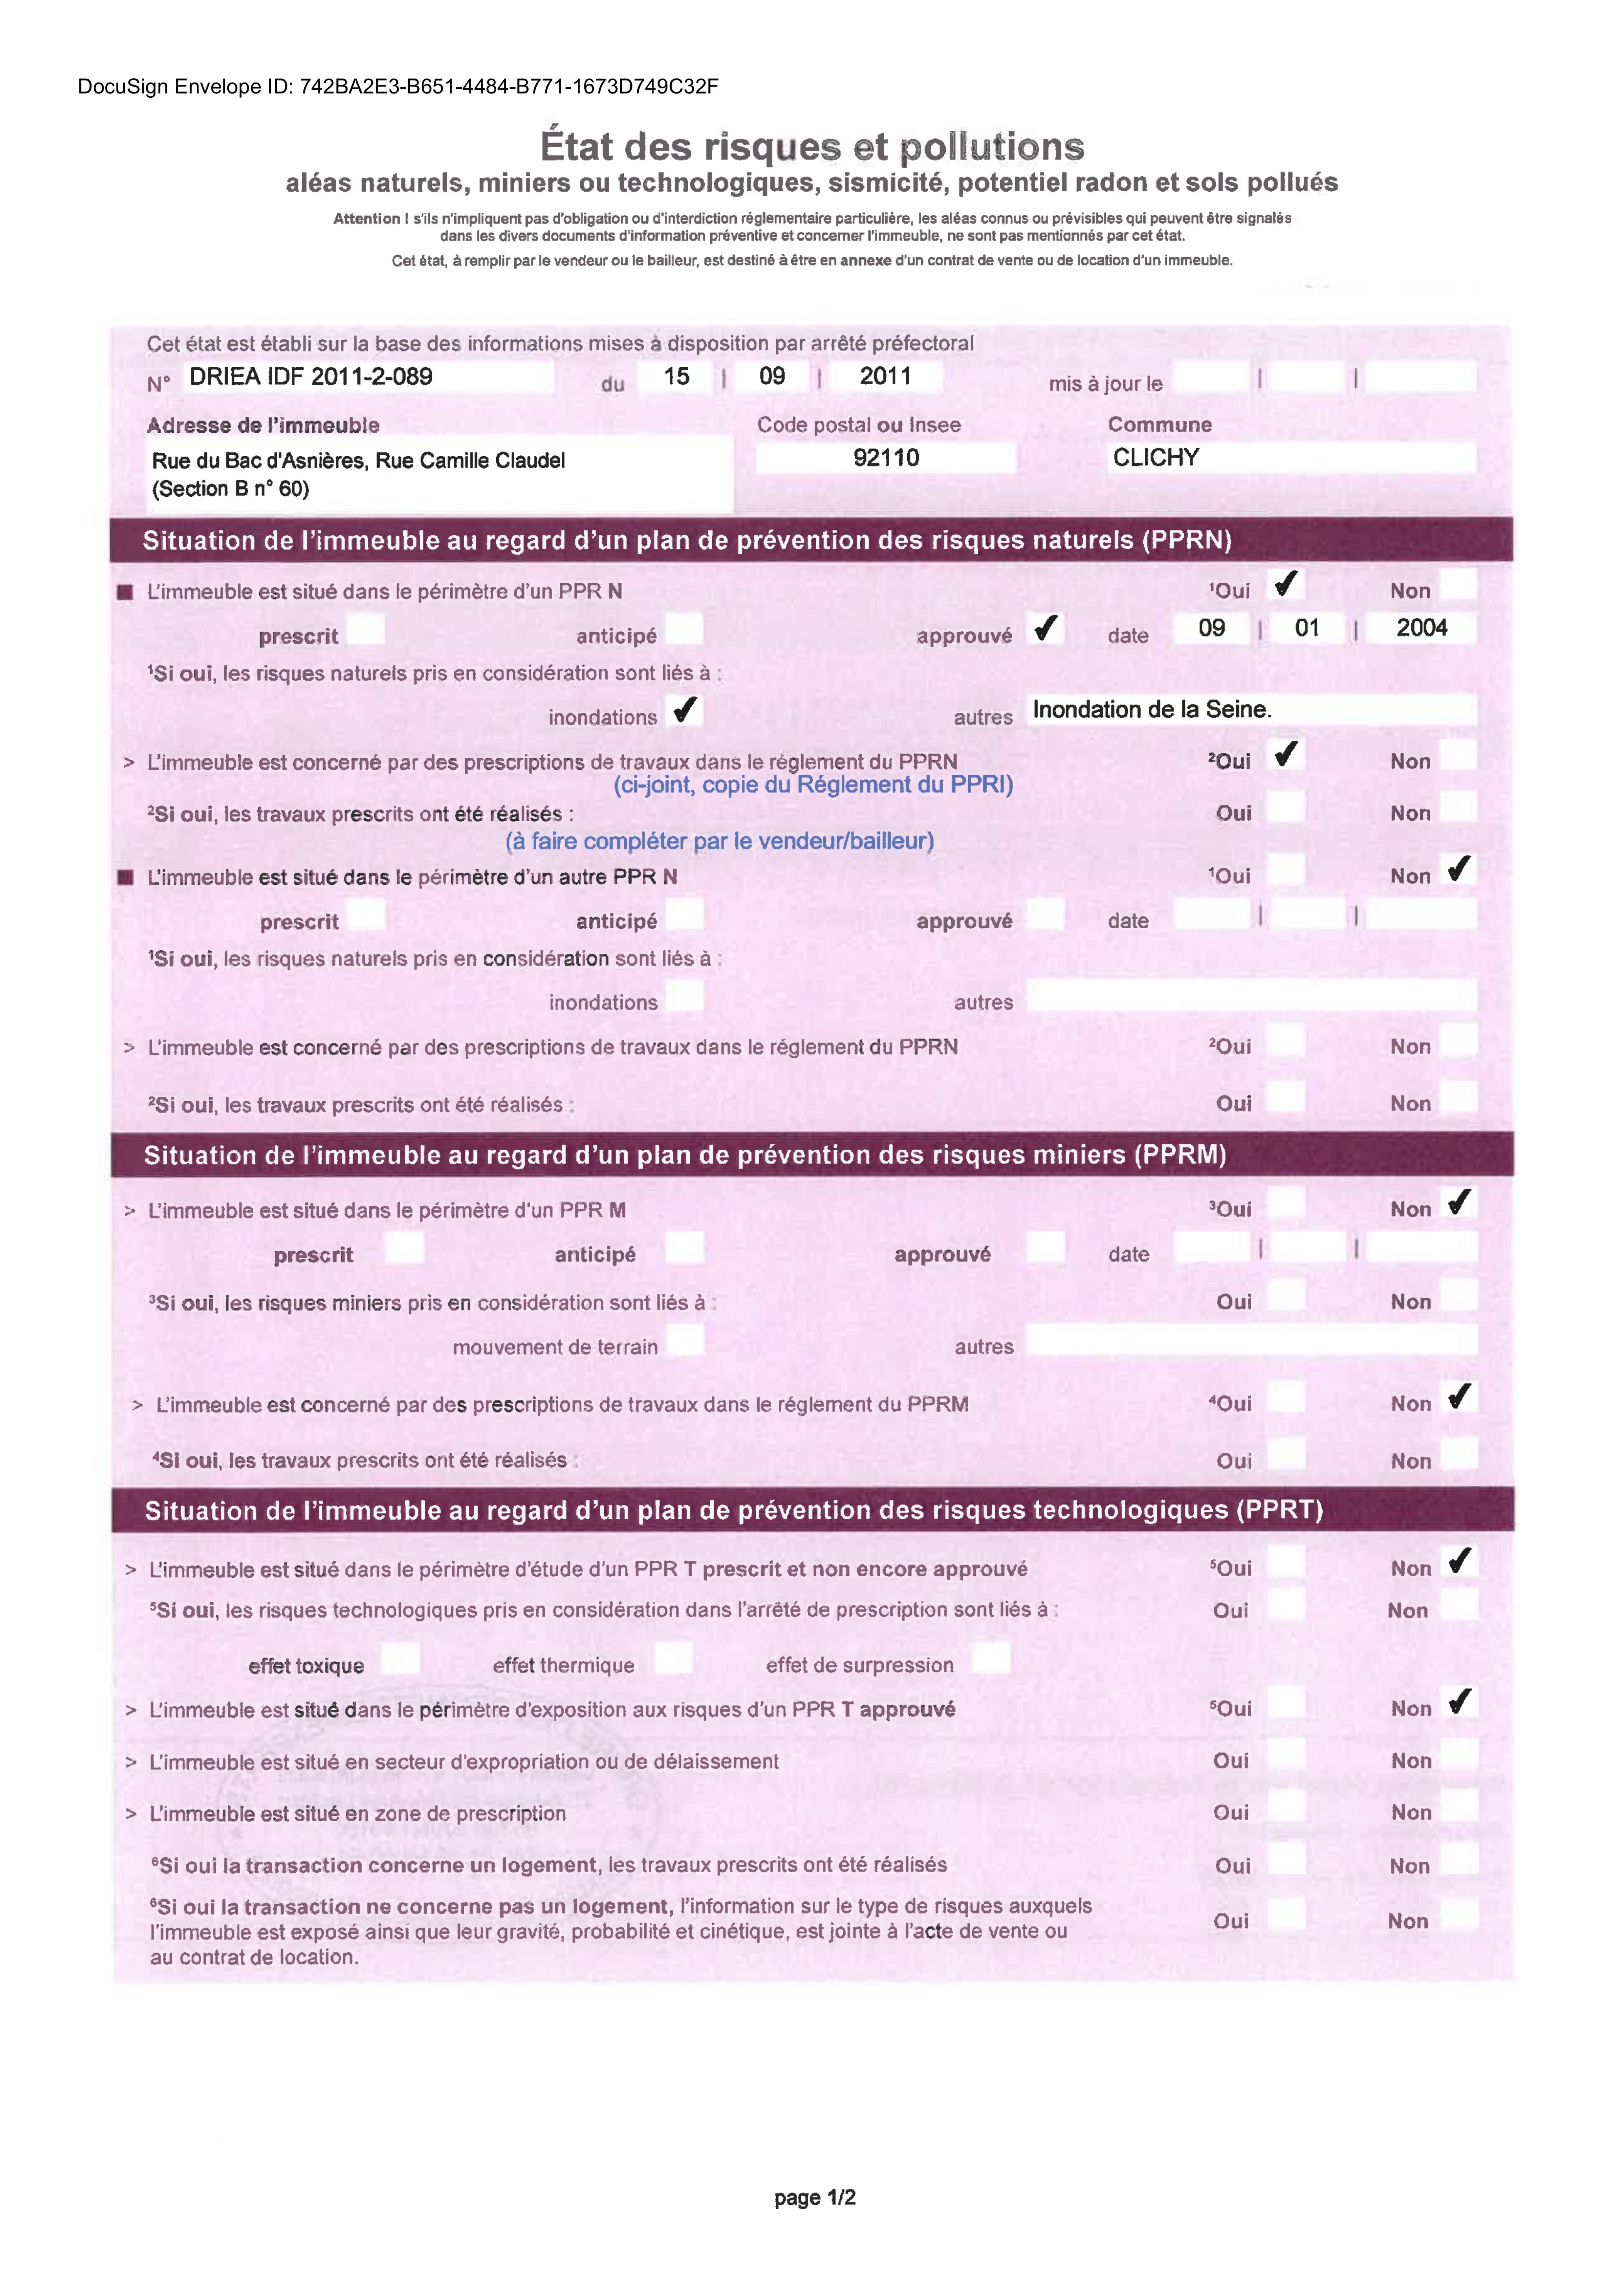 DocuSign Envelope ID: 742BA2E3-B651-4484-B771-1673D749C32F
État des risques et pollutions
aléas naturels, miniers ou technologiques, sismicité, potentiel radon et sols pollués
Attention ! s'ils n'impliquent pas d'obligation ou d'interdiction réglementaire particulière, les aléas connus ou prévisibles qui peuvent être signalés
dans les divers documents d'information préventive et concerner l'immeuble, ne sont pas mentionnés par cet état.
Cet état, à remplir par le vendeur ou le bailleur, est destiné à être en annexe d'un contrat de vente ou de location d'un immeuble.
Cet état est établi sur la base des informations mises à disposition par arrêté préfectoral
N° DRIEA IDF 2011-2-089 du 15 | 09 | 2011 mis à jour le | |
Adresse de l'immeuble Code postal ou Insee Commune
Rue du Bac d'Asnières, Rue Camille Claudel 92110 CLICHY
(Section B n° 60)
Situation de l'immeuble au regard d'un plan de prévention des risques naturels (PPRN)
■ L'immeuble est situé dans le périmètre d'un PPR N ¹Oui ✔ Non
prescrit anticipé approuvé ✔ date 09 | 01 | 2004
¹Si oui, les risques naturels pris en considération sont liés à :
inondations ✔ autres Inondation de la Seine.
> L'immeuble est concerné par des prescriptions de travaux dans le réglement du PPRN ²Oui ✔ Non
(ci-joint, copie du Réglement du PPRI)
²Si oui, les travaux prescrits ont été réalisés : Oui Non
(à faire compléter par le vendeur/bailleur)
■ L'immeuble est situé dans le périmètre d'un autre PPR N ¹Oui Non ✔
prescrit anticipé approuvé date | |
¹Si oui, les risques naturels pris en considération sont liés à :
inondations autres
> L'immeuble est concerné par des prescriptions de travaux dans le réglement du PPRN ²Oui Non
²Si oui, les travaux prescrits ont été réalisés : Oui Non
Situation de l'immeuble au regard d'un plan de prévention des risques miniers (PPRM)
> L'immeuble est situé dans le périmètre d'un PPR M ³Oui Non ✔
prescrit anticipé approuvé date | |
³Si oui, les risques miniers pris en considération sont liés à : Oui Non
mouvement de terrain autres
> L'immeuble est concerné par des prescriptions de travaux dans le réglement du PPRM ⁴Oui Non ✔
⁴Si oui, les travaux prescrits ont été réalisés : Oui Non
Situation de l'immeuble au regard d'un plan de prévention des risques technologiques (PPRT)
> L'immeuble est situé dans le périmètre d'étude d'un PPR T prescrit et non encore approuvé ⁵Oui Non ✔
⁵Si oui, les risques technologiques pris en considération dans l'arrêté de prescription sont liés à : Oui Non
effet toxique effet thermique effet de surpression
> L'immeuble est situé dans le périmètre d'exposition aux risques d'un PPR T approuvé ⁵Oui Non ✔
> L'immeuble est situé en secteur d'expropriation ou de délaissement Oui Non
> L'immeuble est situé en zone de prescription Oui Non
⁶Si oui la transaction concerne un logement, les travaux prescrits ont été réalisés Oui Non
⁶Si oui la transaction ne concerne pas un logement, l'information sur le type de risques auxquels
l'immeuble est exposé ainsi que leur gravité, probabilité et cinétique, est jointe à l'acte de vente ou Oui Non
au contrat de location.
page 1/2